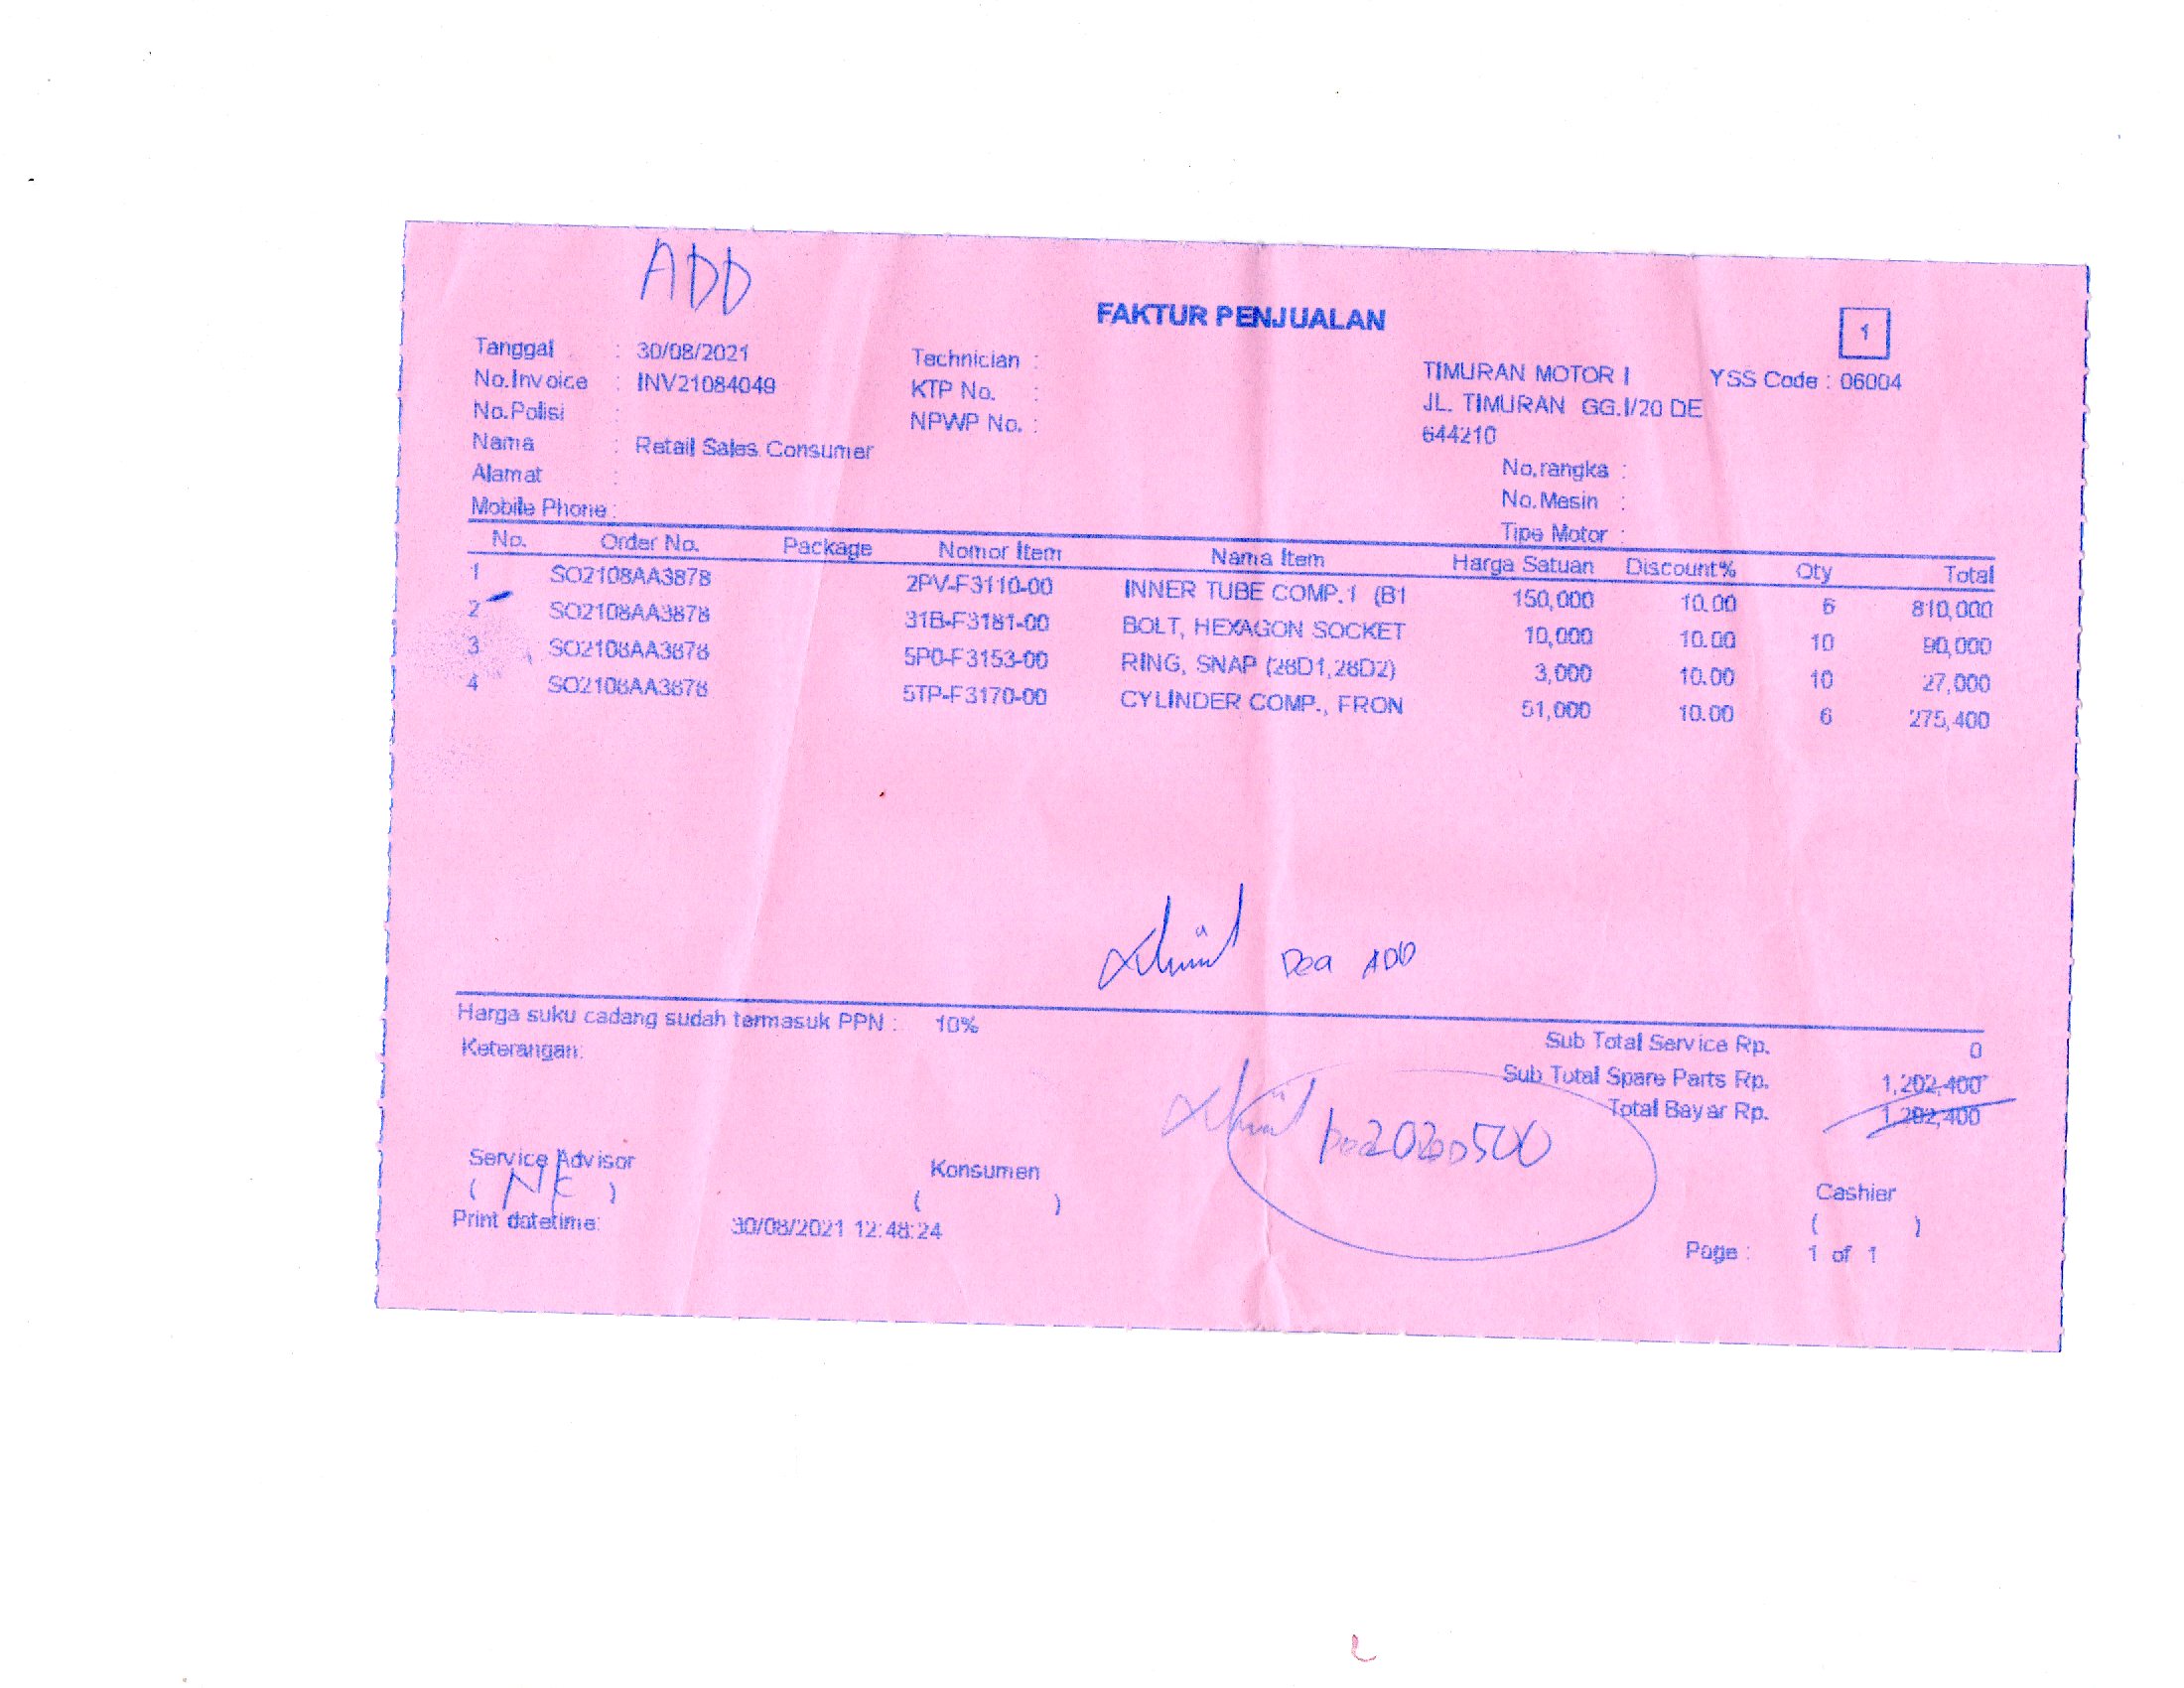 ADD
FAKTUR PENJUALAN
1
Tanggal : 30/08/2021
No.Invoice : INV21084049
No.Polisi :
Nama : Retail Sales Consumer
Alamat :
Mobile Phone :
Technician :
KTP No. :
NPWP No. :
TIMURAN MOTOR I YSS Code : 06004
JL. TIMURAN GG.I/20 DE
644210
No.rangka :
No.Mesin :
Tipe Motor :
No. Order No. Package Nomor Item Nama Item Harga Satuan Discount% Qty Total
1 SO2108AA3878 2PV-F3110-00 INNER TUBE COMP.1 (B1 150,000 10.00 6 810,000
2 SO2108AA3878 31B-F3181-00 BOLT, HEXAGON SOCKET 10,000 10.00 10 90,000
3 SO2108AA3878 5P0-F3153-00 RING, SNAP (28D1,28D2) 3,000 10.00 10 27,000
4 SO2108AA3878 5TP-F3170-00 CYLINDER COMP., FRON 51,000 10.00 6 275,400
Dea ADD
Harga suku cadang sudah termasuk PPN : 10%
Keterangan:
Sub Total Service Rp. 0
Sub Total Spare Parts Rp. 1,202,400
Total Bayar Rp. 1,202,400
Service Advisor
( NK )
Konsumen
( )
Cashier
( )
Print datetime: 30/08/2021 12:48:24
Page : 1 of 1